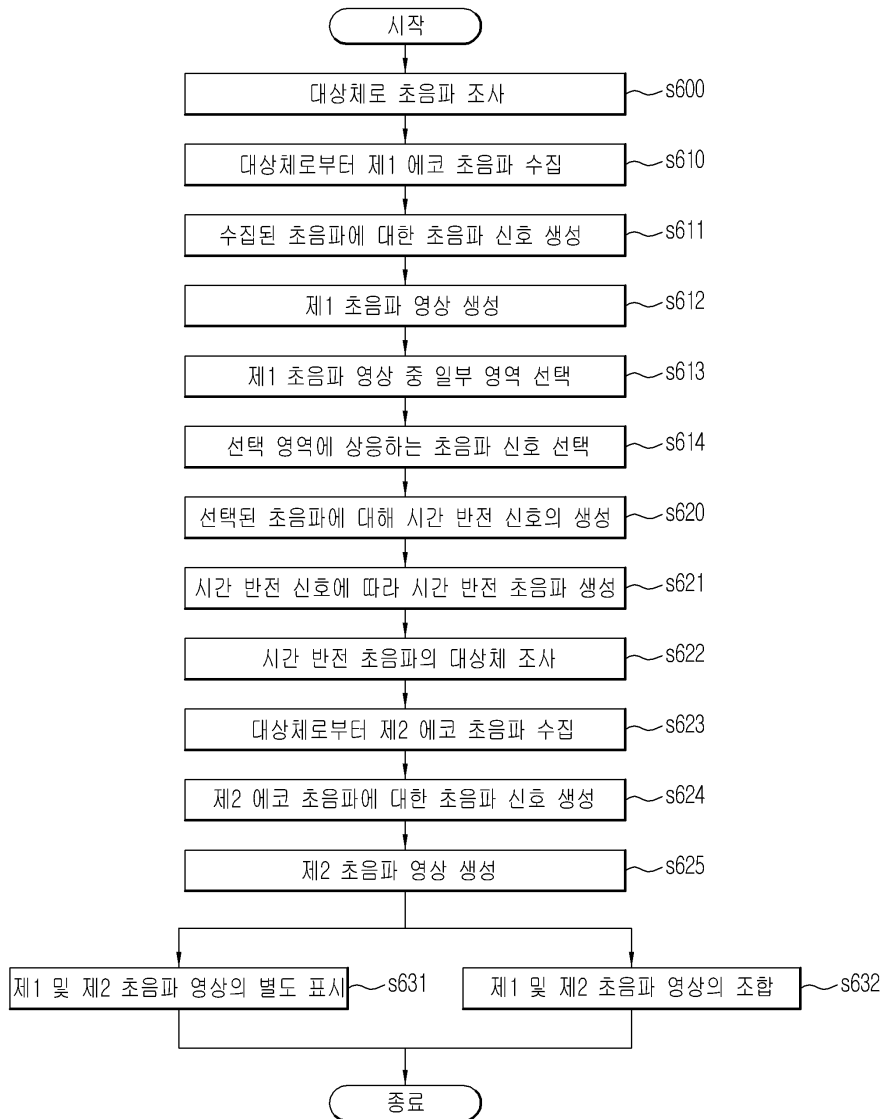 시작
대상체로 초음파 조사
s600
대상체로부터 제1 에코 초음파 수집
s610
수집된 초음파에 대한 초음파 신호 생성
s611
제1 초음파 영상 생성
s612
제1 초음파 영상 중 일부 영역 선택
s613
선택 영역에 상응하는 초음파 신호 선택
s614
선택된 초음파에 대해 시간 반전 신호의 생성
s620
시간 반전 신호에 따라 시간 반전 초음파 생성
s621
시간 반전 초음파의 대상체 조사
s622
대상체로부터 제2 에코 초음파 수집
s623
제2 에코 초음파에 대한 초음파 신호 생성
s624
제2 초음파 영상 생성
s625
제1 및 제2 초음파 영상의 별도 표시
s631
제1 및 제2 초음파 영상의 조합
s632
종료